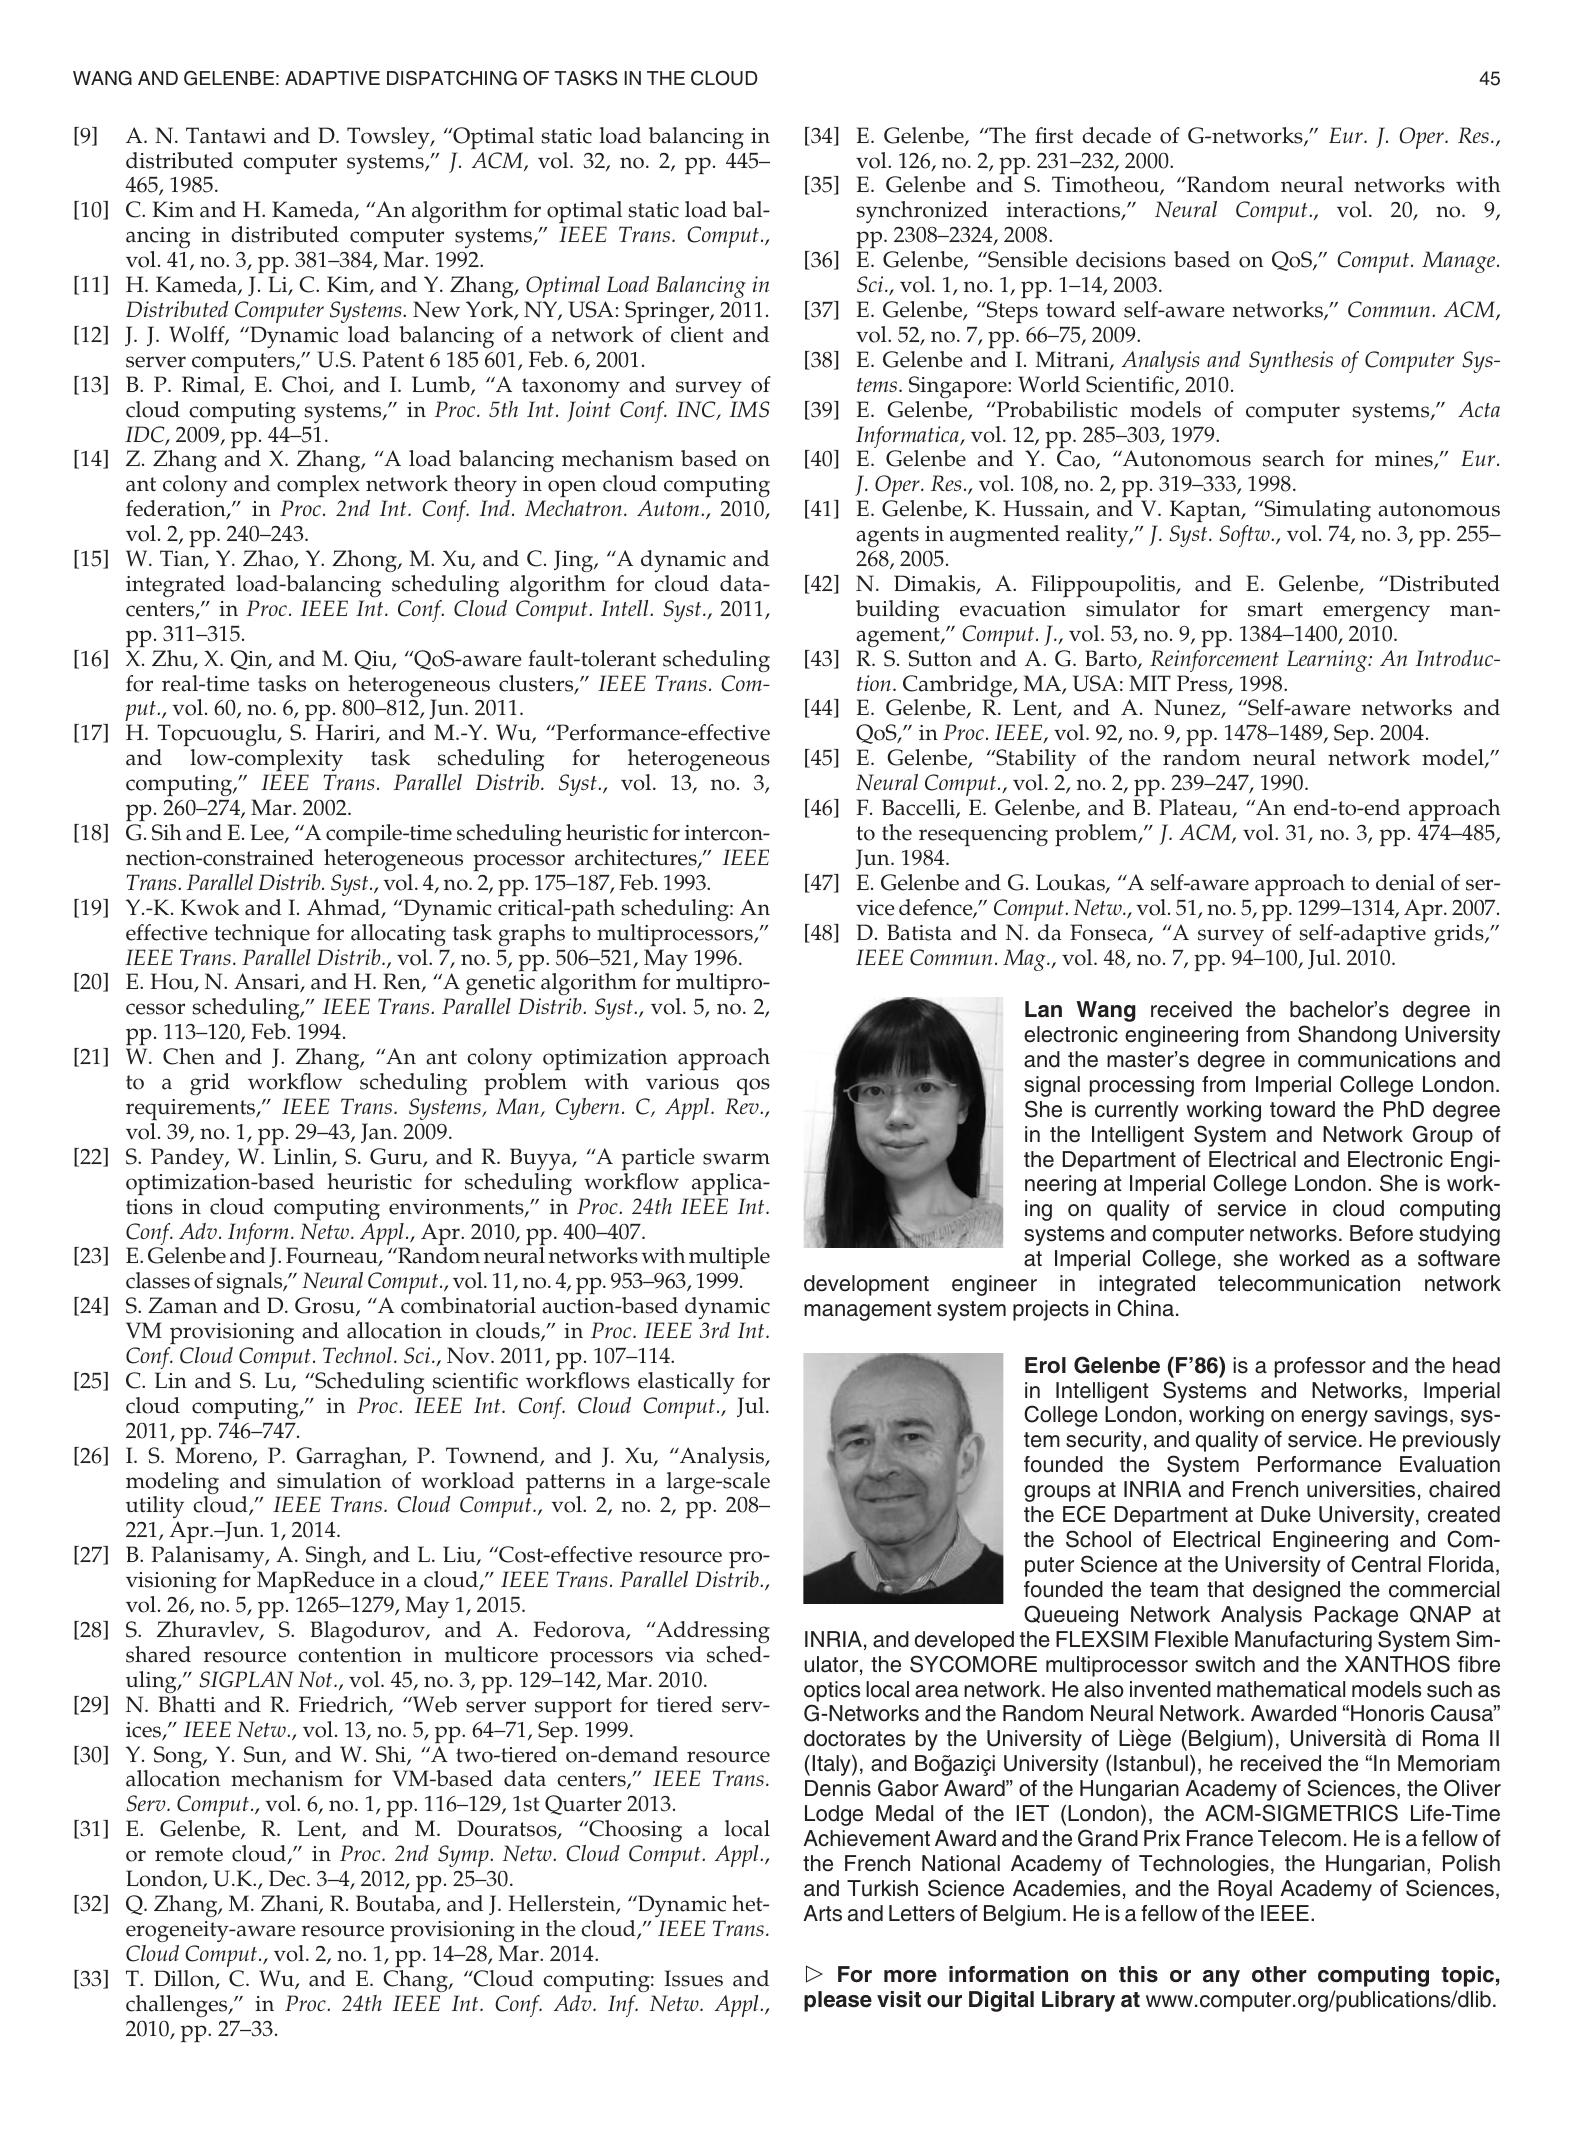 WANG AND GELENBE: ADAPTIVE DISPATCHING OF TASKS IN THE CLOUD 45
[9] A. N. Tantawi and D. Towsley, “Optimal static load balancing in
distributed computer systems,” J. ACM, vol. 32, no. 2, pp. 445–
465, 1985.
[10] C. Kim and H. Kameda, “An algorithm for optimal static load bal-
ancing in distributed computer systems,” IEEE Trans. Comput.,
vol. 41, no. 3, pp. 381–384, Mar. 1992.
[11] H. Kameda, J. Li, C. Kim, and Y. Zhang, Optimal Load Balancing in
Distributed Computer Systems. New York, NY, USA: Springer, 2011.
[12] J. J. Wolff, “Dynamic load balancing of a network of client and
server computers,” U.S. Patent 6 185 601, Feb. 6, 2001.
[13] B. P. Rimal, E. Choi, and I. Lumb, “A taxonomy and survey of
cloud computing systems,” in Proc. 5th Int. Joint Conf. INC, IMS
IDC, 2009, pp. 44–51.
[14] Z. Zhang and X. Zhang, “A load balancing mechanism based on
ant colony and complex network theory in open cloud computing
federation,” in Proc. 2nd Int. Conf. Ind. Mechatron. Autom., 2010,
vol. 2, pp. 240–243.
[15] W. Tian, Y. Zhao, Y. Zhong, M. Xu, and C. Jing, “A dynamic and
integrated load-balancing scheduling algorithm for cloud data-
centers,” in Proc. IEEE Int. Conf. Cloud Comput. Intell. Syst., 2011,
pp. 311–315.
[16] X. Zhu, X. Qin, and M. Qiu, “QoS-aware fault-tolerant scheduling
for real-time tasks on heterogeneous clusters,” IEEE Trans. Com-
put., vol. 60, no. 6, pp. 800–812, Jun. 2011.
[17] H. Topcuouglu, S. Hariri, and M.-Y. Wu, “Performance-effective
and low-complexity task scheduling for heterogeneous
computing,” IEEE Trans. Parallel Distrib. Syst., vol. 13, no. 3,
pp. 260–274, Mar. 2002.
[18] G. Sih and E. Lee, “A compile-time scheduling heuristic for intercon-
nection-constrained heterogeneous processor architectures,” IEEE
Trans. Parallel Distrib. Syst., vol. 4, no. 2, pp. 175–187, Feb. 1993.
[19] Y.-K. Kwok and I. Ahmad, “Dynamic critical-path scheduling: An
effective technique for allocating task graphs to multiprocessors,”
IEEE Trans. Parallel Distrib., vol. 7, no. 5, pp. 506–521, May 1996.
[20] E. Hou, N. Ansari, and H. Ren, “A genetic algorithm for multipro-
cessor scheduling,” IEEE Trans. Parallel Distrib. Syst., vol. 5, no. 2,
pp. 113–120, Feb. 1994.
[21] W. Chen and J. Zhang, “An ant colony optimization approach
to a grid workflow scheduling problem with various qos
requirements,” IEEE Trans. Systems, Man, Cybern. C, Appl. Rev.,
vol. 39, no. 1, pp. 29–43, Jan. 2009.
[22] S. Pandey, W. Linlin, S. Guru, and R. Buyya, “A particle swarm
optimization-based heuristic for scheduling workflow applica-
tions in cloud computing environments,” in Proc. 24th IEEE Int.
Conf. Adv. Inform. Netw. Appl., Apr. 2010, pp. 400–407.
[23] E. Gelenbe and J. Fourneau, “Random neural networks with multiple
classes of signals,” Neural Comput., vol. 11, no. 4, pp. 953–963, 1999.
[24] S. Zaman and D. Grosu, “A combinatorial auction-based dynamic
VM provisioning and allocation in clouds,” in Proc. IEEE 3rd Int.
Conf. Cloud Comput. Technol. Sci., Nov. 2011, pp. 107–114.
[25] C. Lin and S. Lu, “Scheduling scientific workflows elastically for
cloud computing,” in Proc. IEEE Int. Conf. Cloud Comput., Jul.
2011, pp. 746–747.
[26] I. S. Moreno, P. Garraghan, P. Townend, and J. Xu, “Analysis,
modeling and simulation of workload patterns in a large-scale
utility cloud,” IEEE Trans. Cloud Comput., vol. 2, no. 2, pp. 208–
221, Apr.–Jun. 1, 2014.
[27] B. Palanisamy, A. Singh, and L. Liu, “Cost-effective resource pro-
visioning for MapReduce in a cloud,” IEEE Trans. Parallel Distrib.,
vol. 26, no. 5, pp. 1265–1279, May 1, 2015.
[28] S. Zhuravlev, S. Blagodurov, and A. Fedorova, “Addressing
shared resource contention in multicore processors via sched-
uling,” SIGPLAN Not., vol. 45, no. 3, pp. 129–142, Mar. 2010.
[29] N. Bhatti and R. Friedrich, “Web server support for tiered serv-
ices,” IEEE Netw., vol. 13, no. 5, pp. 64–71, Sep. 1999.
[30] Y. Song, Y. Sun, and W. Shi, “A two-tiered on-demand resource
allocation mechanism for VM-based data centers,” IEEE Trans.
Serv. Comput., vol. 6, no. 1, pp. 116–129, 1st Quarter 2013.
[31] E. Gelenbe, R. Lent, and M. Douratsos, “Choosing a local
or remote cloud,” in Proc. 2nd Symp. Netw. Cloud Comput. Appl.,
London, U.K., Dec. 3–4, 2012, pp. 25–30.
[32] Q. Zhang, M. Zhani, R. Boutaba, and J. Hellerstein, “Dynamic het-
erogeneity-aware resource provisioning in the cloud,” IEEE Trans.
Cloud Comput., vol. 2, no. 1, pp. 14–28, Mar. 2014.
[33] T. Dillon, C. Wu, and E. Chang, “Cloud computing: Issues and
challenges,” in Proc. 24th IEEE Int. Conf. Adv. Inf. Netw. Appl.,
2010, pp. 27–33.
[34] E. Gelenbe, “The first decade of G-networks,” Eur. J. Oper. Res.,
vol. 126, no. 2, pp. 231–232, 2000.
[35] E. Gelenbe and S. Timotheou, “Random neural networks with
synchronized interactions,” Neural Comput., vol. 20, no. 9,
pp. 2308–2324, 2008.
[36] E. Gelenbe, “Sensible decisions based on QoS,” Comput. Manage.
Sci., vol. 1, no. 1, pp. 1–14, 2003.
[37] E. Gelenbe, “Steps toward self-aware networks,” Commun. ACM,
vol. 52, no. 7, pp. 66–75, 2009.
[38] E. Gelenbe and I. Mitrani, Analysis and Synthesis of Computer Sys-
tems. Singapore: World Scientific, 2010.
[39] E. Gelenbe, “Probabilistic models of computer systems,” Acta
Informatica, vol. 12, pp. 285–303, 1979.
[40] E. Gelenbe and Y. Cao, “Autonomous search for mines,” Eur.
J. Oper. Res., vol. 108, no. 2, pp. 319–333, 1998.
[41] E. Gelenbe, K. Hussain, and V. Kaptan, “Simulating autonomous
agents in augmented reality,” J. Syst. Softw., vol. 74, no. 3, pp. 255–
268, 2005.
[42] N. Dimakis, A. Filippoupolitis, and E. Gelenbe, “Distributed
building evacuation simulator for smart emergency man-
agement,” Comput. J., vol. 53, no. 9, pp. 1384–1400, 2010.
[43] R. S. Sutton and A. G. Barto, Reinforcement Learning: An Introduc-
tion. Cambridge, MA, USA: MIT Press, 1998.
[44] E. Gelenbe, R. Lent, and A. Nunez, “Self-aware networks and
QoS,” in Proc. IEEE, vol. 92, no. 9, pp. 1478–1489, Sep. 2004.
[45] E. Gelenbe, “Stability of the random neural network model,”
Neural Comput., vol. 2, no. 2, pp. 239–247, 1990.
[46] F. Baccelli, E. Gelenbe, and B. Plateau, “An end-to-end approach
to the resequencing problem,” J. ACM, vol. 31, no. 3, pp. 474–485,
Jun. 1984.
[47] E. Gelenbe and G. Loukas, “A self-aware approach to denial of ser-
vice defence,” Comput. Netw., vol. 51, no. 5, pp. 1299–1314, Apr. 2007.
[48] D. Batista and N. da Fonseca, “A survey of self-adaptive grids,”
IEEE Commun. Mag., vol. 48, no. 7, pp. 94–100, Jul. 2010.
Lan Wang received the bachelor’s degree in
electronic engineering from Shandong University
and the master’s degree in communications and
signal processing from Imperial College London.
She is currently working toward the PhD degree
in the Intelligent System and Network Group of
the Department of Electrical and Electronic Engi-
neering at Imperial College London. She is work-
ing on quality of service in cloud computing
systems and computer networks. Before studying
at Imperial College, she worked as a software
development engineer in integrated telecommunication network
management system projects in China.
Erol Gelenbe (F’86) is a professor and the head
in Intelligent Systems and Networks, Imperial
College London, working on energy savings, sys-
tem security, and quality of service. He previously
founded the System Performance Evaluation
groups at INRIA and French universities, chaired
the ECE Department at Duke University, created
the School of Electrical Engineering and Com-
puter Science at the University of Central Florida,
founded the team that designed the commercial
Queueing Network Analysis Package QNAP at
INRIA, and developed the FLEXSIM Flexible Manufacturing System Sim-
ulator, the SYCOMORE multiprocessor switch and the XANTHOS fibre
optics local area network. He also invented mathematical models such as
G-Networks and the Random Neural Network. Awarded “Honoris Causa”
doctorates by the University of Liège (Belgium), Università di Roma II
(Italy), and Boğaziçi University (Istanbul), he received the “In Memoriam
Dennis Gabor Award” of the Hungarian Academy of Sciences, the Oliver
Lodge Medal of the IET (London), the ACM-SIGMETRICS Life-Time
Achievement Award and the Grand Prix France Telecom. He is a fellow of
the French National Academy of Technologies, the Hungarian, Polish
and Turkish Science Academies, and the Royal Academy of Sciences,
Arts and Letters of Belgium. He is a fellow of the IEEE.
▷ For more information on this or any other computing topic,
please visit our Digital Library at www.computer.org/publications/dlib.